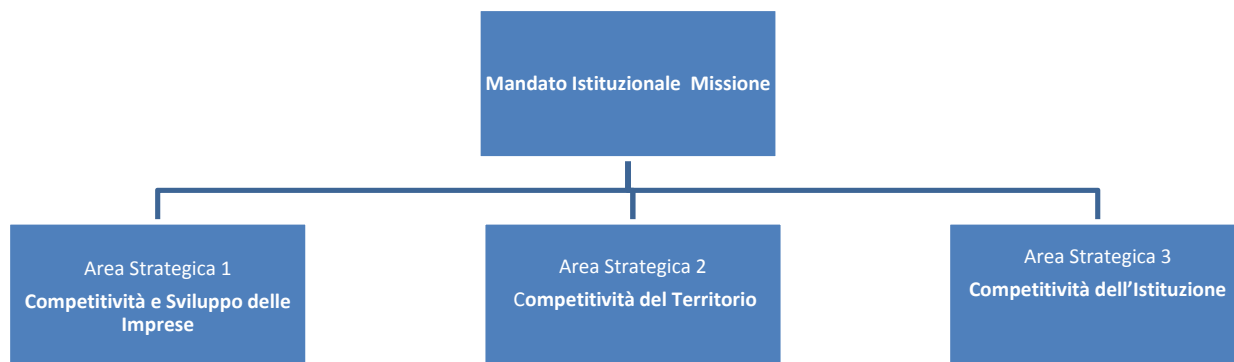 Mandato Istituzionale  Missione
Area Strategica 1
Competitività e Sviluppo delle
Imprese
Area Strategica 2
Competitività del Territorio
Area Strategica 3
Competitività dell’Istituzione